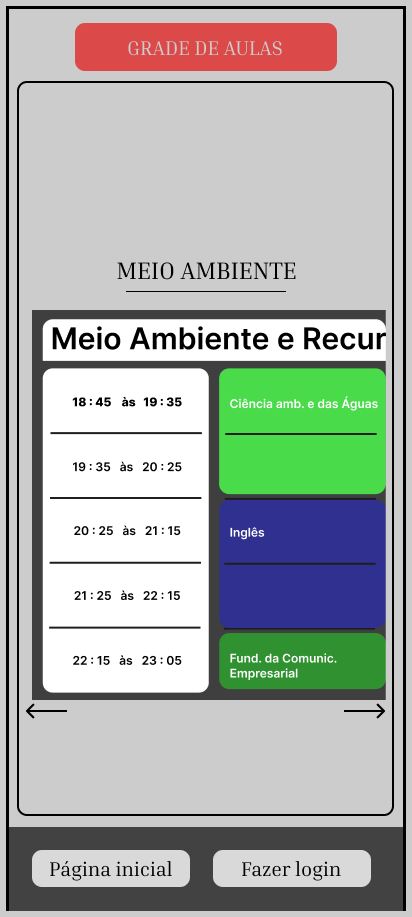 GRADE DE AULAS
MEIO AMBIENTE
Meio Ambiente e Recur
18:45 às 19:35
Ciência amb. e das Águas
19:35 às 20:25
20:25 às 21:15
Inglês
21:25 às 22:15
22:15 às 23:05
Fund. da Comunic.
Empresarial
Página inicial
Fazer login